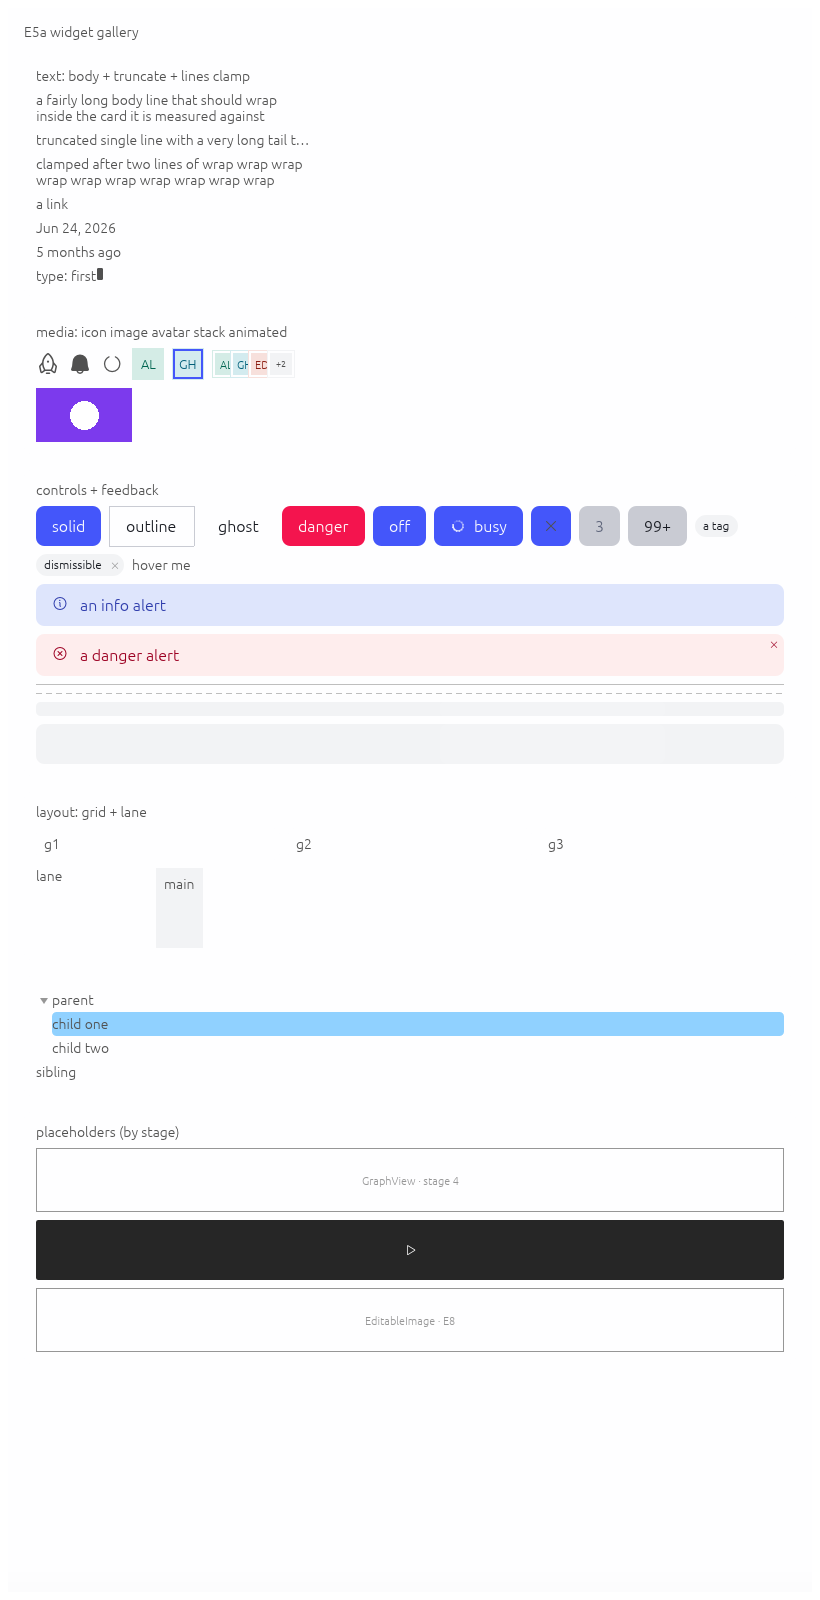 E5a widget gallery
text: body + truncate + lines clamp
a fairly long body line that should wrap
inside the card it is measured against
truncated single line with a very long tail t…
clamped after two lines of wrap wrap wrap
wrap wrap wrap wrap wrap wrap wrap
a link
Jun 24, 2026
5 months ago
type: first
media: icon image avatar stack animated
AL GH AL GH ED +2
controls + feedback
solid outline ghost danger off busy 3 99+ a tag
dismissible hover me
an info alert
a danger alert
layout: grid + lane
g1 g2 g3
lane main
parent
child one
child two
sibling
placeholders (by stage)
GraphView · stage 4
EditableImage · E8